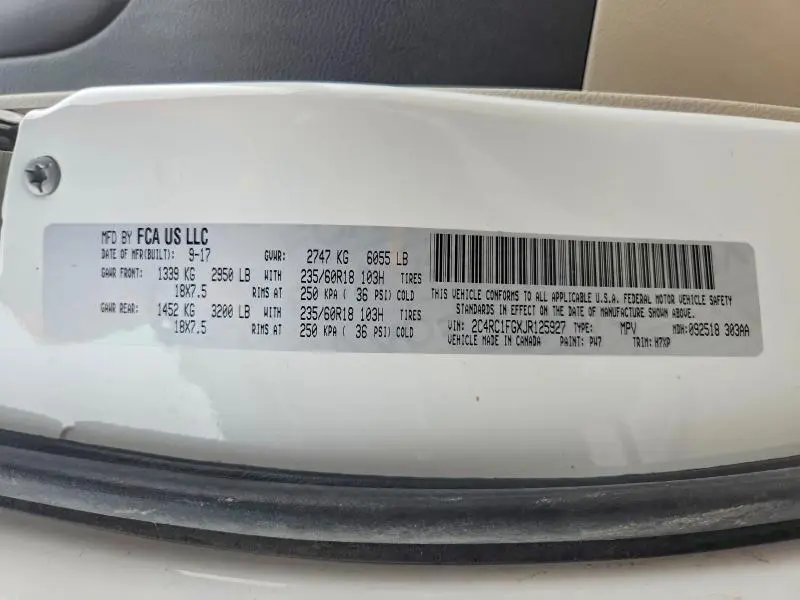 MFD BY FCA US LLC
DATE OF MFR(BUILT): 9-17 GVWR: 2747 KG 6055 LB
GAWR FRONT: 1339 KG 2950 LB WITH 235/60R18 103H TIRES
18X7.5 RIMS AT 250 KPA ( 36 PSI) COLD
GAWR REAR: 1452 KG 3200 LB WITH 235/60R18 103H TIRES
18X7.5 RIMS AT 250 KPA ( 36 PSI) COLD
THIS VEHICLE CONFORMS TO ALL APPLICABLE U.S.A. FEDERAL MOTOR VEHICLE SAFETY
STANDARDS IN EFFECT ON THE DATE OF MANUFACTURE SHOWN ABOVE.
VIN: 2C4RC1FGXJR125927 TYPE: MPV MDH:092518 303AA
VEHICLE MADE IN CANADA PAINT: PW7 TRIM: H7XP